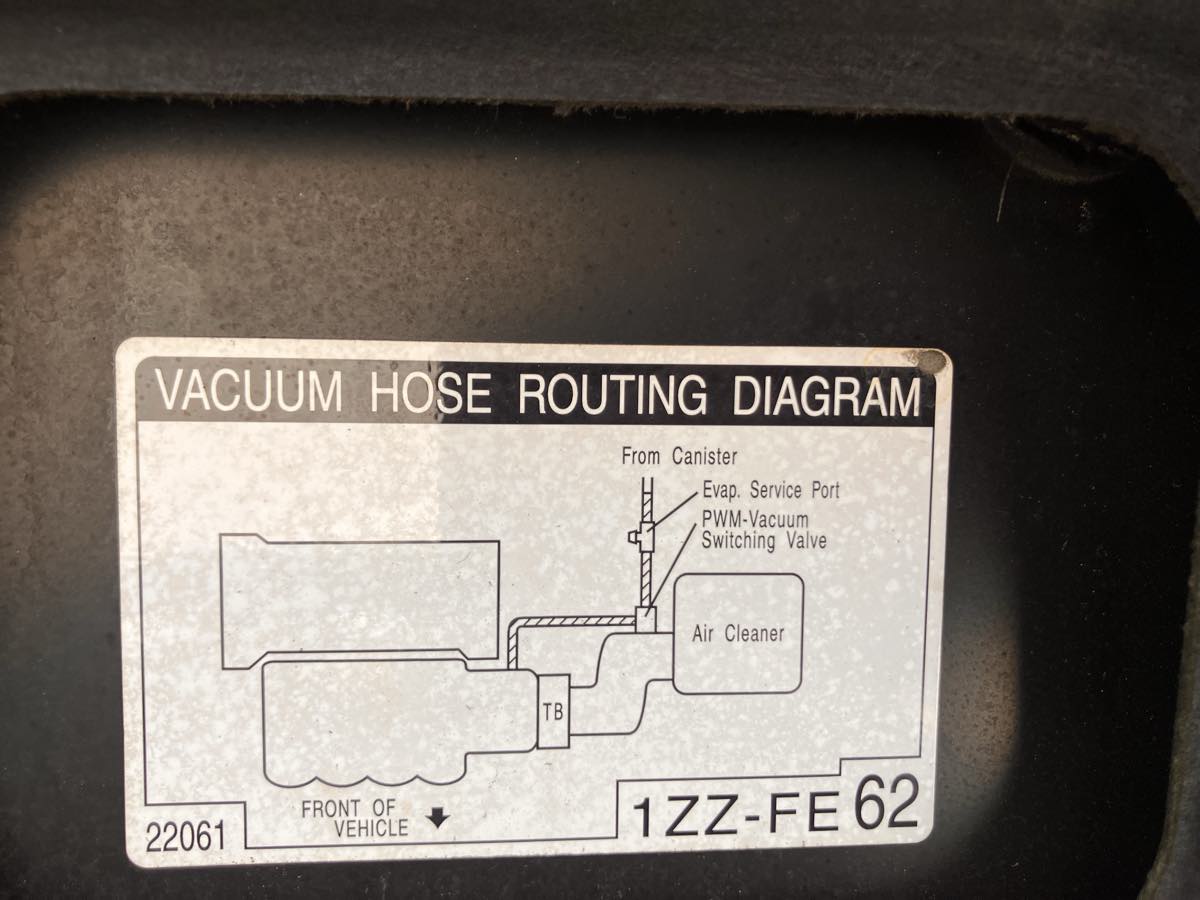 VACUUM HOSE ROUTING DIAGRAM
From Canister
Evap. Service Port
PWM-Vacuum
Switching Valve
Air Cleaner
TB
FRONT OF
VEHICLE
22061
1ZZ-FE 62